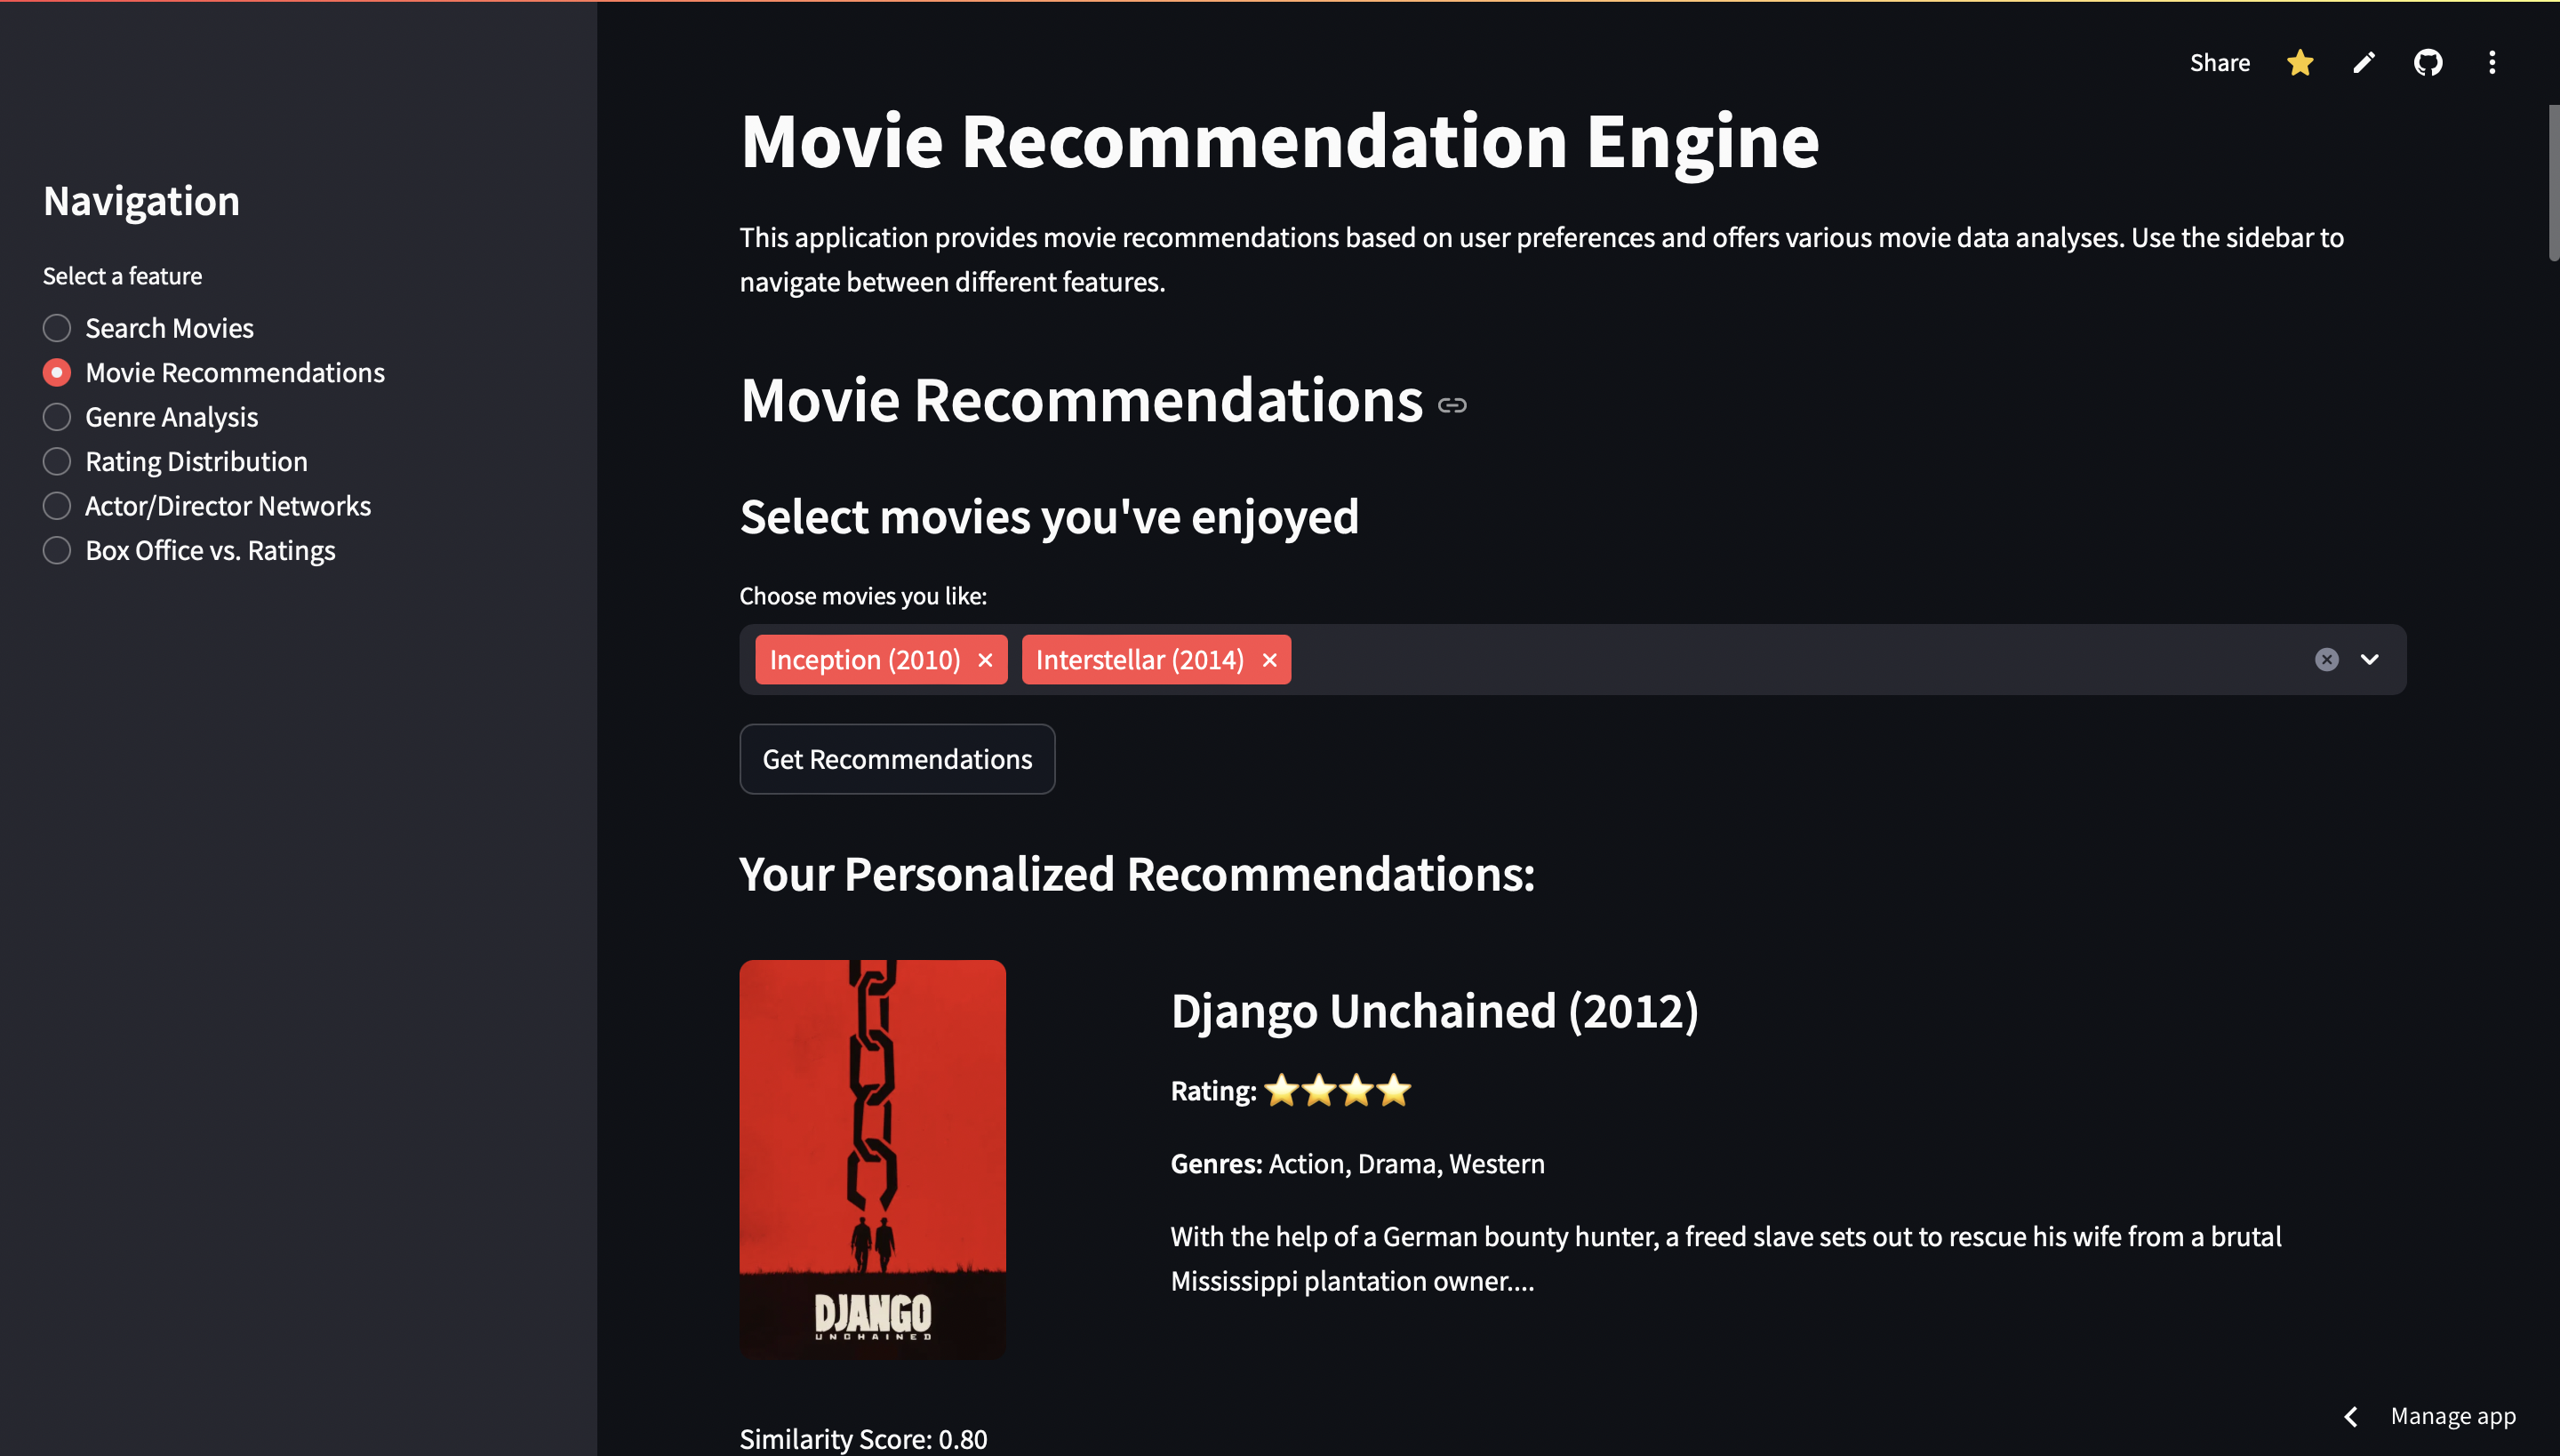 Share
Navigation
Select a feature
Search Movies
Movie Recommendations
Genre Analysis
Rating Distribution
Actor/Director Networks
Box Office vs. Ratings
Movie Recommendation Engine
This application provides movie recommendations based on user preferences and offers various movie data analyses. Use the sidebar to
navigate between different features.
Movie Recommendations
Select movies you've enjoyed
Choose movies you like:
Inception (2010) Interstellar (2014)
Get Recommendations
Your Personalized Recommendations:
DJANGO
UNCHAINED
Django Unchained (2012)
Rating: ⭐⭐⭐⭐
Genres: Action, Drama, Western
With the help of a German bounty hunter, a freed slave sets out to rescue his wife from a brutal
Mississippi plantation owner....
Similarity Score: 0.80
Manage app